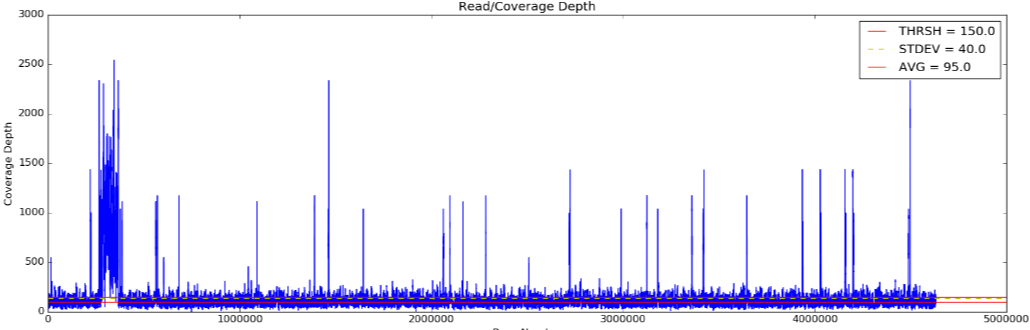 Read/Coverage Depth
3000
THRSH = 150.0
STDEV = 40.0
AVG = 95.0
2500
2000
Coverage Depth
1500
1000
500
0
0 1000000 2000000 3000000 4000000 5000000